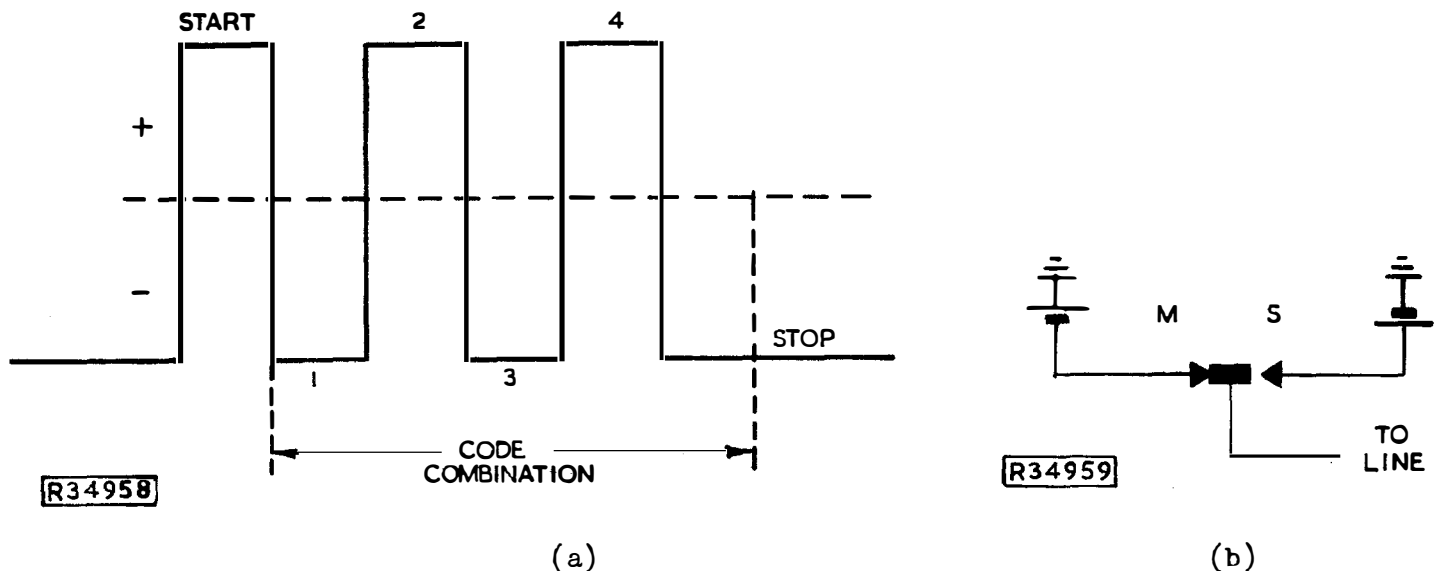 START
2
4
+
-
1
3
STOP
CODE
COMBINATION
R34958
(a)
M
S
TO
LINE
R34959
(b)